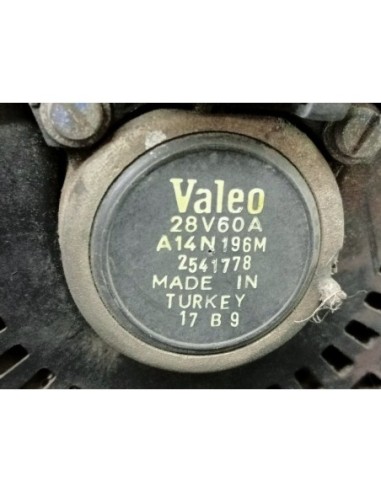 Valeo
28V60A
A14N196M
2541778
MADE IN
TURKEY
17 B 9